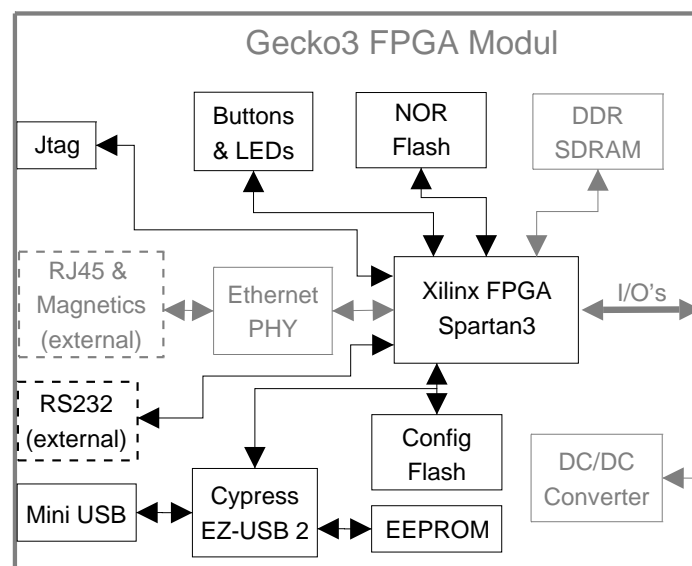 Gecko3 FPGA Modul
Jtag
Buttons
& LEDs
NOR
Flash
DDR
SDRAM
RJ45 &
Magnetics
(external)
Ethernet
PHY
Xilinx FPGA
Spartan3
I/O's
RS232
(external)
Config
Flash
DC/DC
Converter
Mini USB
Cypress
EZ-USB 2
EEPROM